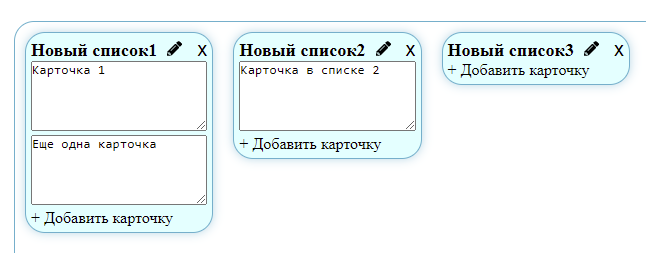 Новый список1 X
Карточка 1
Еще одна карточка
+ Добавить карточку
Новый список2 X
Карточка в списке 2
+ Добавить карточку
Новый список3 X
+ Добавить карточку